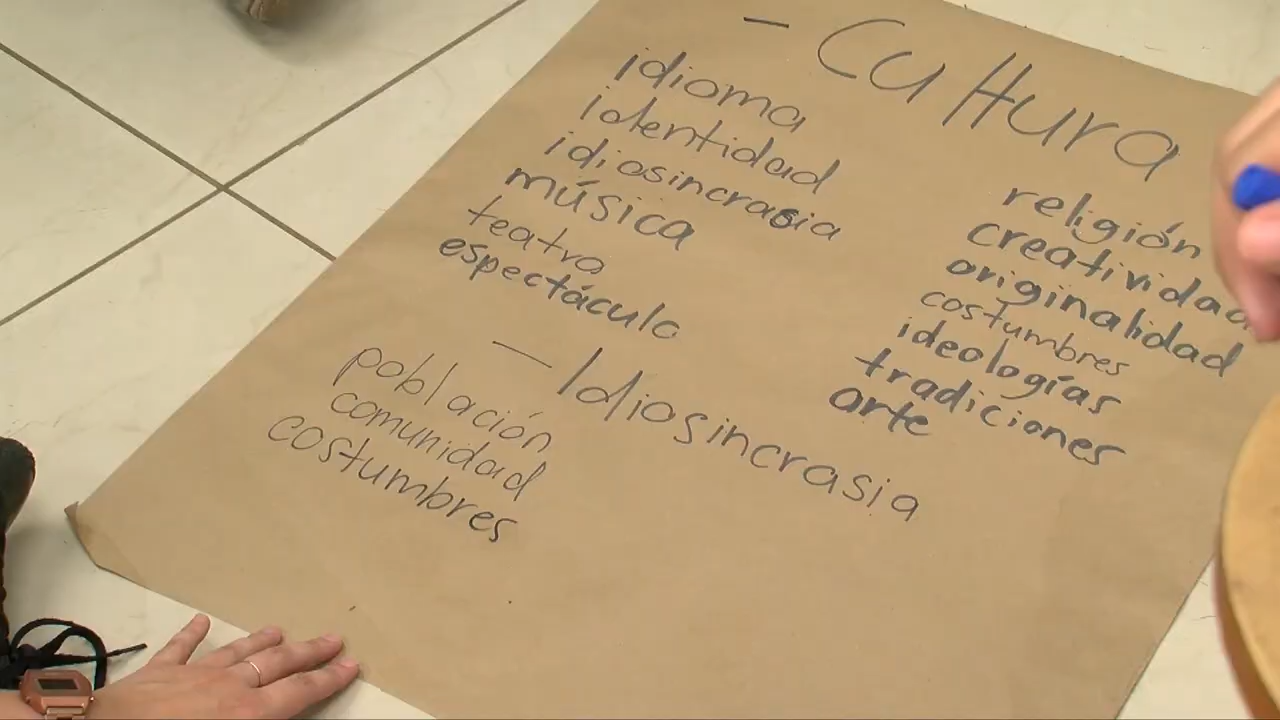 - Cultura
idioma
identidad
idiosincrasia
música
teatro
espectáculo
religión
creatividad
originalidad
costumbres
ideologías
tradiciones
arte
- Idiosincrasia
población
comunidad
costumbres